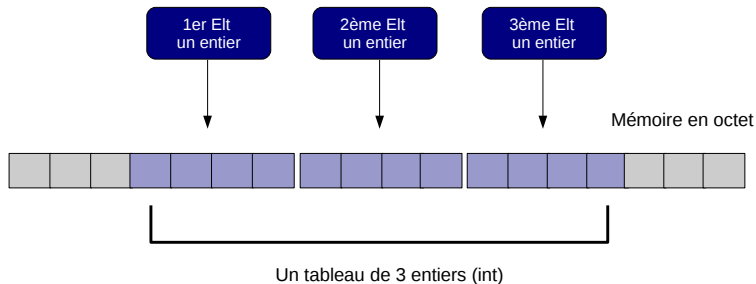 1er Elt
un entier
2ème Elt
un entier
3ème Elt
un entier
Mémoire en octet
Un tableau de 3 entiers (int)